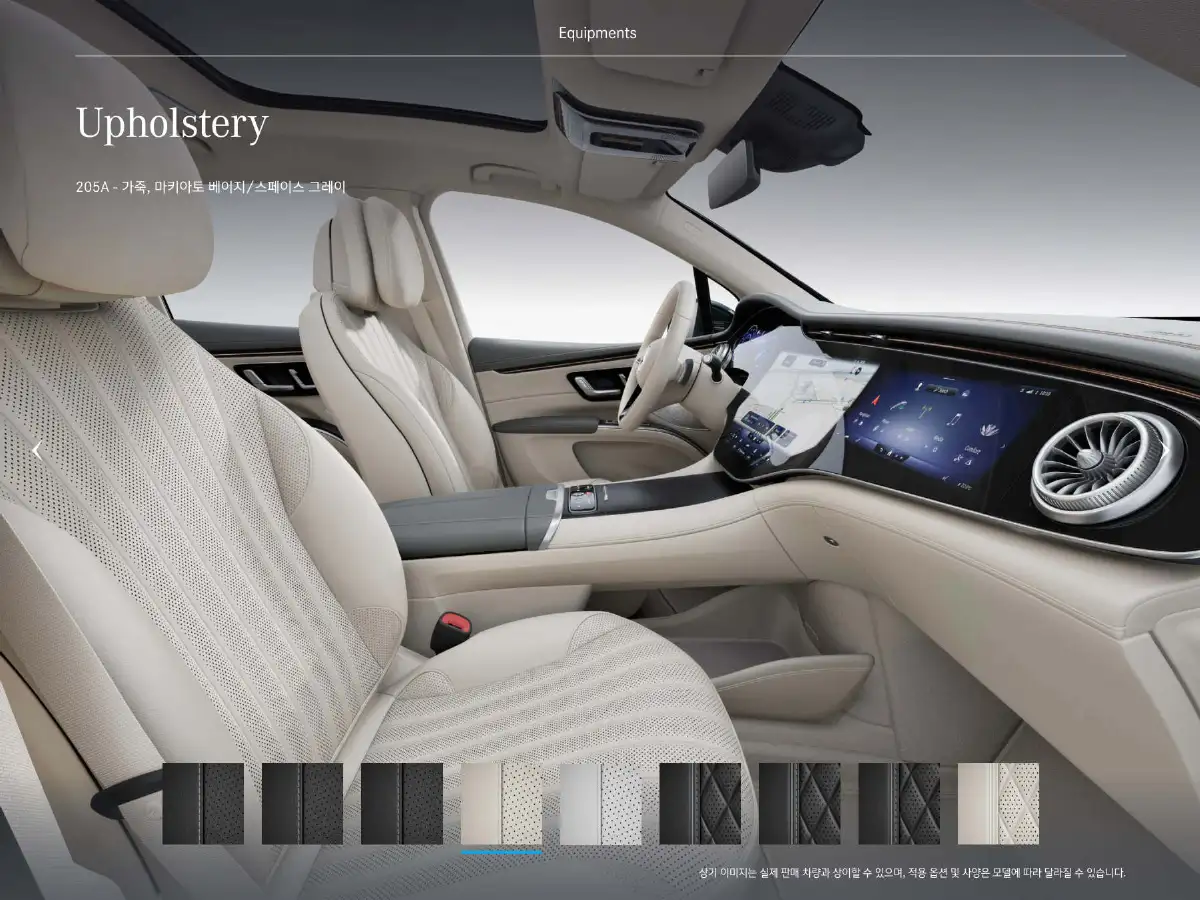 Equipments
Upholstery
205A - 가죽, 마키아토 베이지/스페이스 그레이
상기 이미지는 실제 판매 차량과 상이할 수 있으며, 적용 옵션 및 사양은 모델에 따라 달라질 수 있습니다.